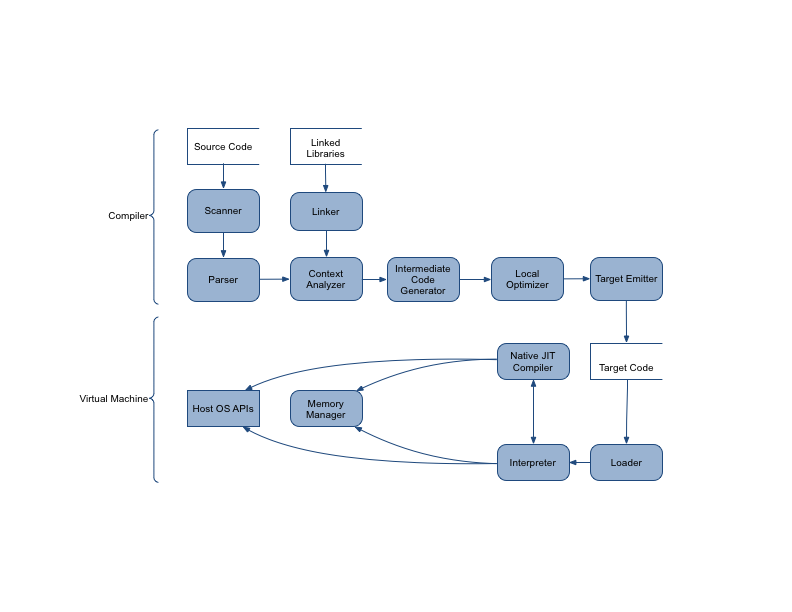 Source Code
Linked
Libraries
Compiler
Scanner
Linker
Parser
Context
Analyzer
Intermediate
Code
Generator
Local
Optimizer
Target Emitter
Virtual Machine
Native JIT
Compiler
Target Code
Host OS APIs
Memory
Manager
Interpreter
Loader